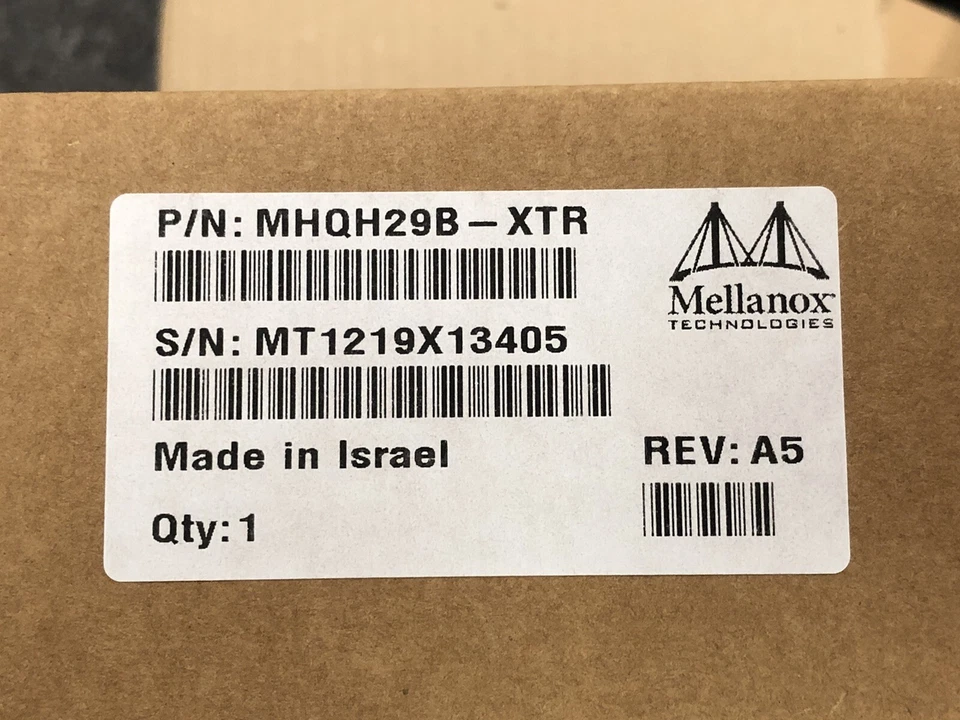 P/N: MHQH29B – XTR
Mellanox
TECHNOLOGIES
S/N: MT1219X13405
Made in Israel
REV: A5
Qty: 1